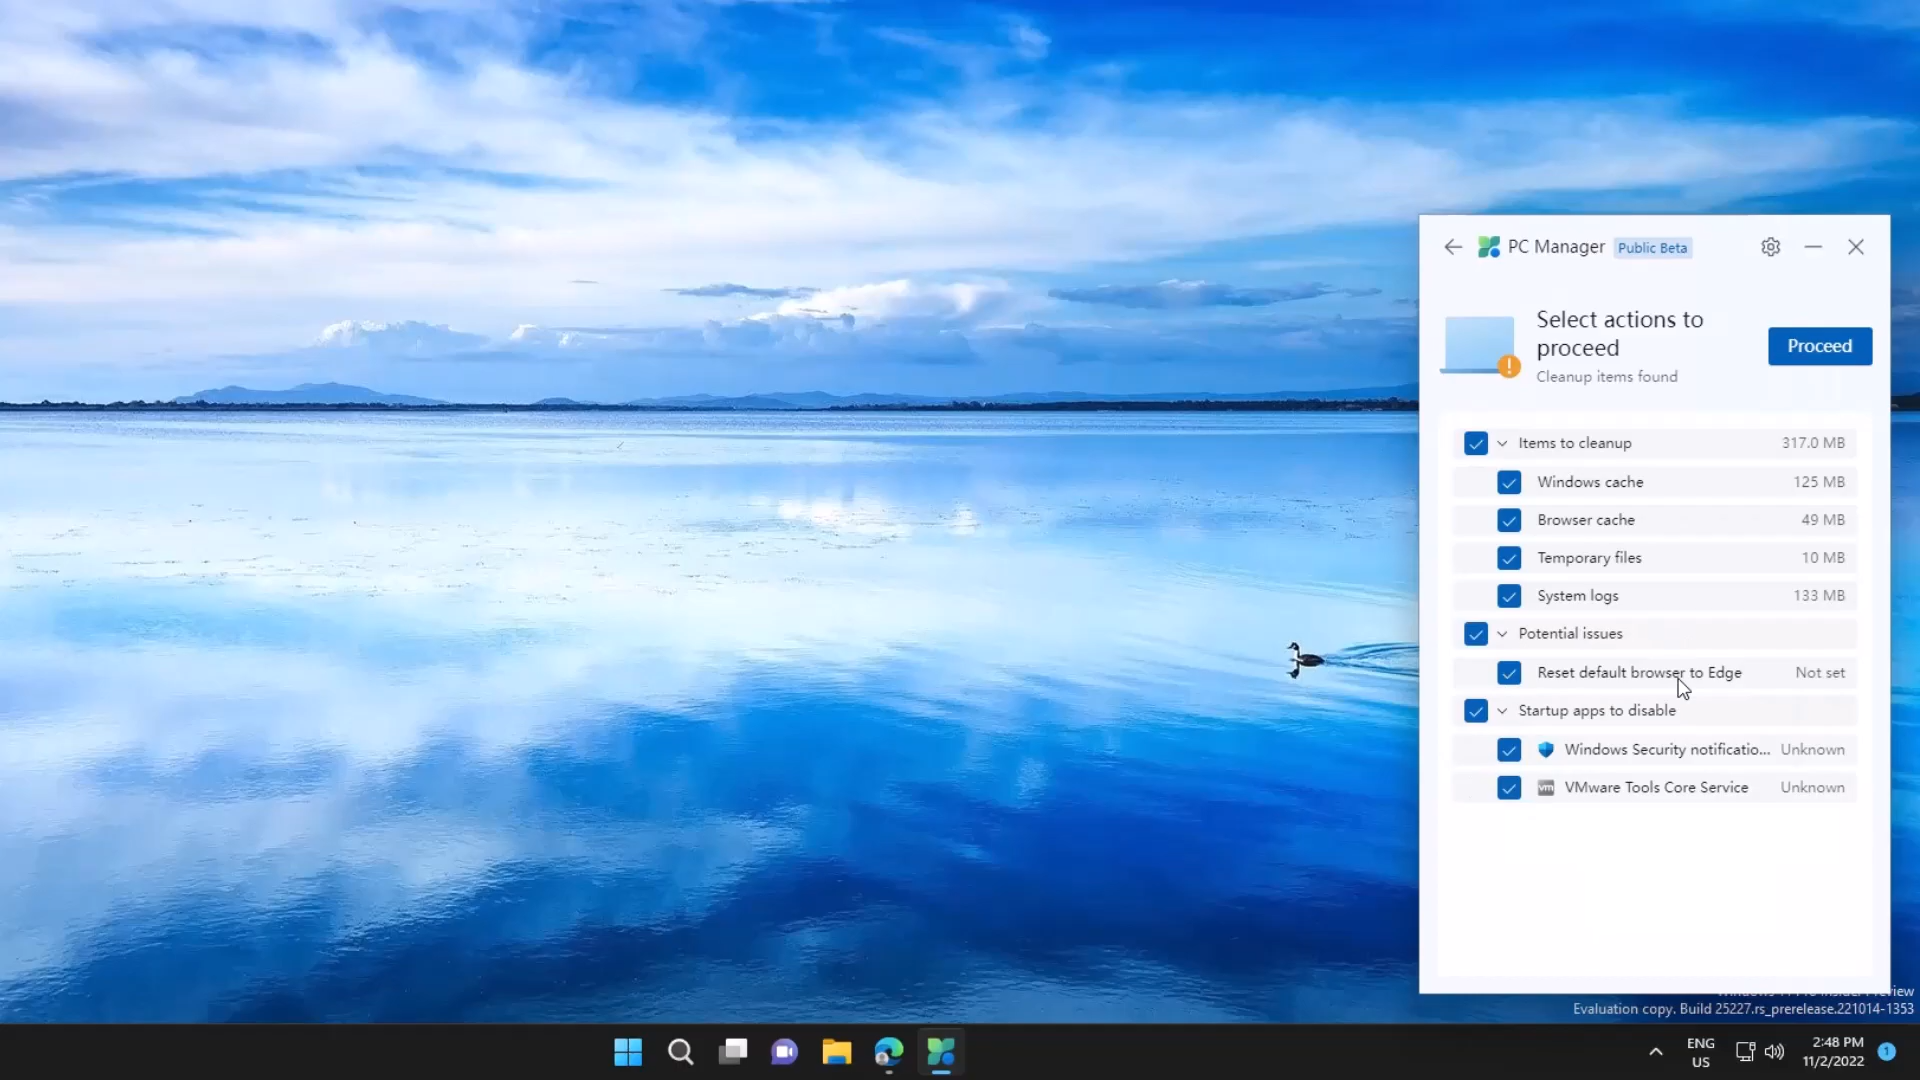 PC Manager Public Beta
Select actions to
proceed
Proceed
Cleanup items found
Items to cleanup 317.0 MB
Windows cache 125 MB
Browser cache 49 MB
Temporary files 10 MB
System logs 133 MB
Potential issues
Reset default browser to Edge Not set
Startup apps to disable
Windows Security notificatio... Unknown
vm VMware Tools Core Service Unknown
Evaluation copy. Build 25227.rs_prerelease.221014-1353
ENG
US
2:48 PM
11/2/2022
1